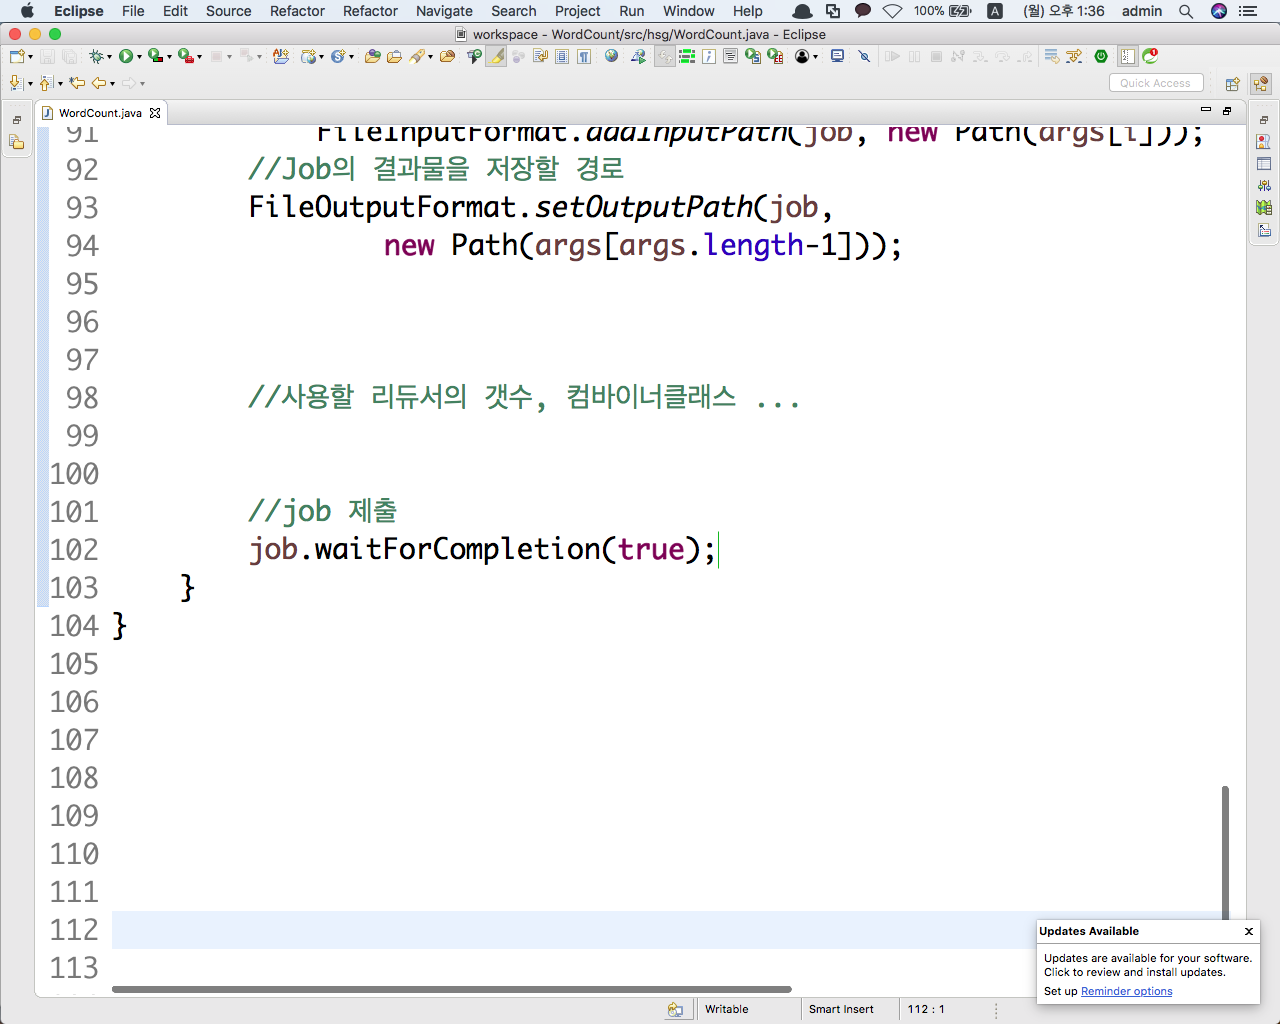 Eclipse File Edit Source Refactor Refactor Navigate Search Project Run Window Help 100% A (월) 오후 1:36 admin
workspace - WordCount/src/hsg/WordCount.java - Eclipse
Quick Access
WordCount.java
91 FileInputFormat.addInputPath(job, new Path(args[i]));
92 //Job의 결과물을 저장할 경로
93 FileOutputFormat.setOutputPath(job,
94 new Path(args[args.length-1]));
95
96
97
98 //사용할 리듀서의 갯수, 컴바이너클래스 ...
99
100
101 //job 제출
102 job.waitForCompletion(true);
103 }
104 }
105
106
107
108
109
110
111
112
113
Updates Available
Updates are available for your software.
Click to review and install updates.
Set up Reminder options
Writable Smart Insert 112 : 1